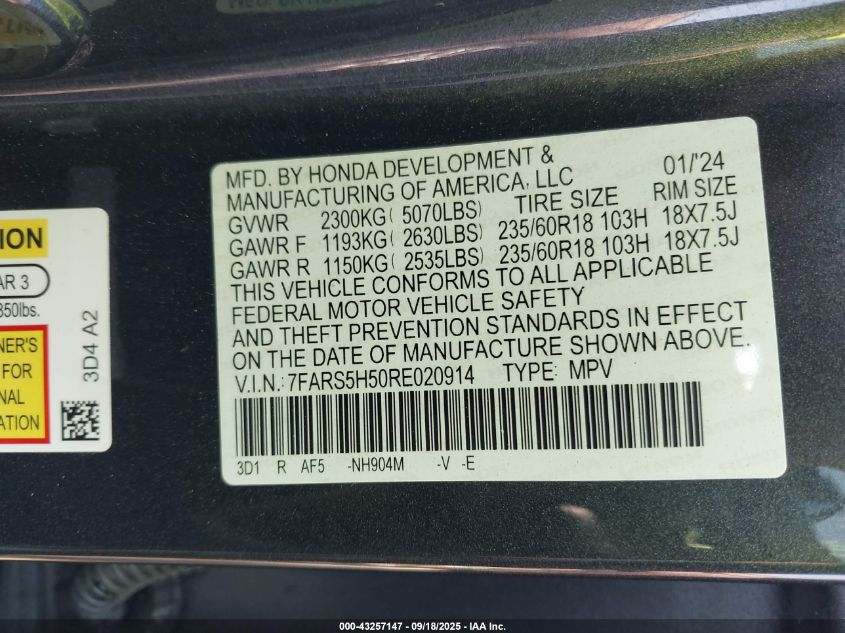 MFD. BY HONDA DEVELOPMENT & 01/'24
MANUFACTURING OF AMERICA, LLC
TIRE SIZE RIM SIZE
GVWR 2300KG( 5070LBS)
GAWR F 1193KG( 2630LBS) 235/60R18 103H 18X7.5J
GAWR R 1150KG( 2535LBS) 235/60R18 103H 18X7.5J
THIS VEHICLE CONFORMS TO ALL APPLICABLE
FEDERAL MOTOR VEHICLE SAFETY
AND THEFT PREVENTION STANDARDS IN EFFECT
ON THE DATE OF MANUFACTURE SHOWN ABOVE.
V.I.N.: 7FARS5H50RE020914 TYPE: MPV
3D1 R AF5 -NH904M -V -E
AR 3
350lbs.
NER'S
FOR
NAL
ATION
3D4 A2
000-43257147 - 09/18/2025 - IAA Inc.